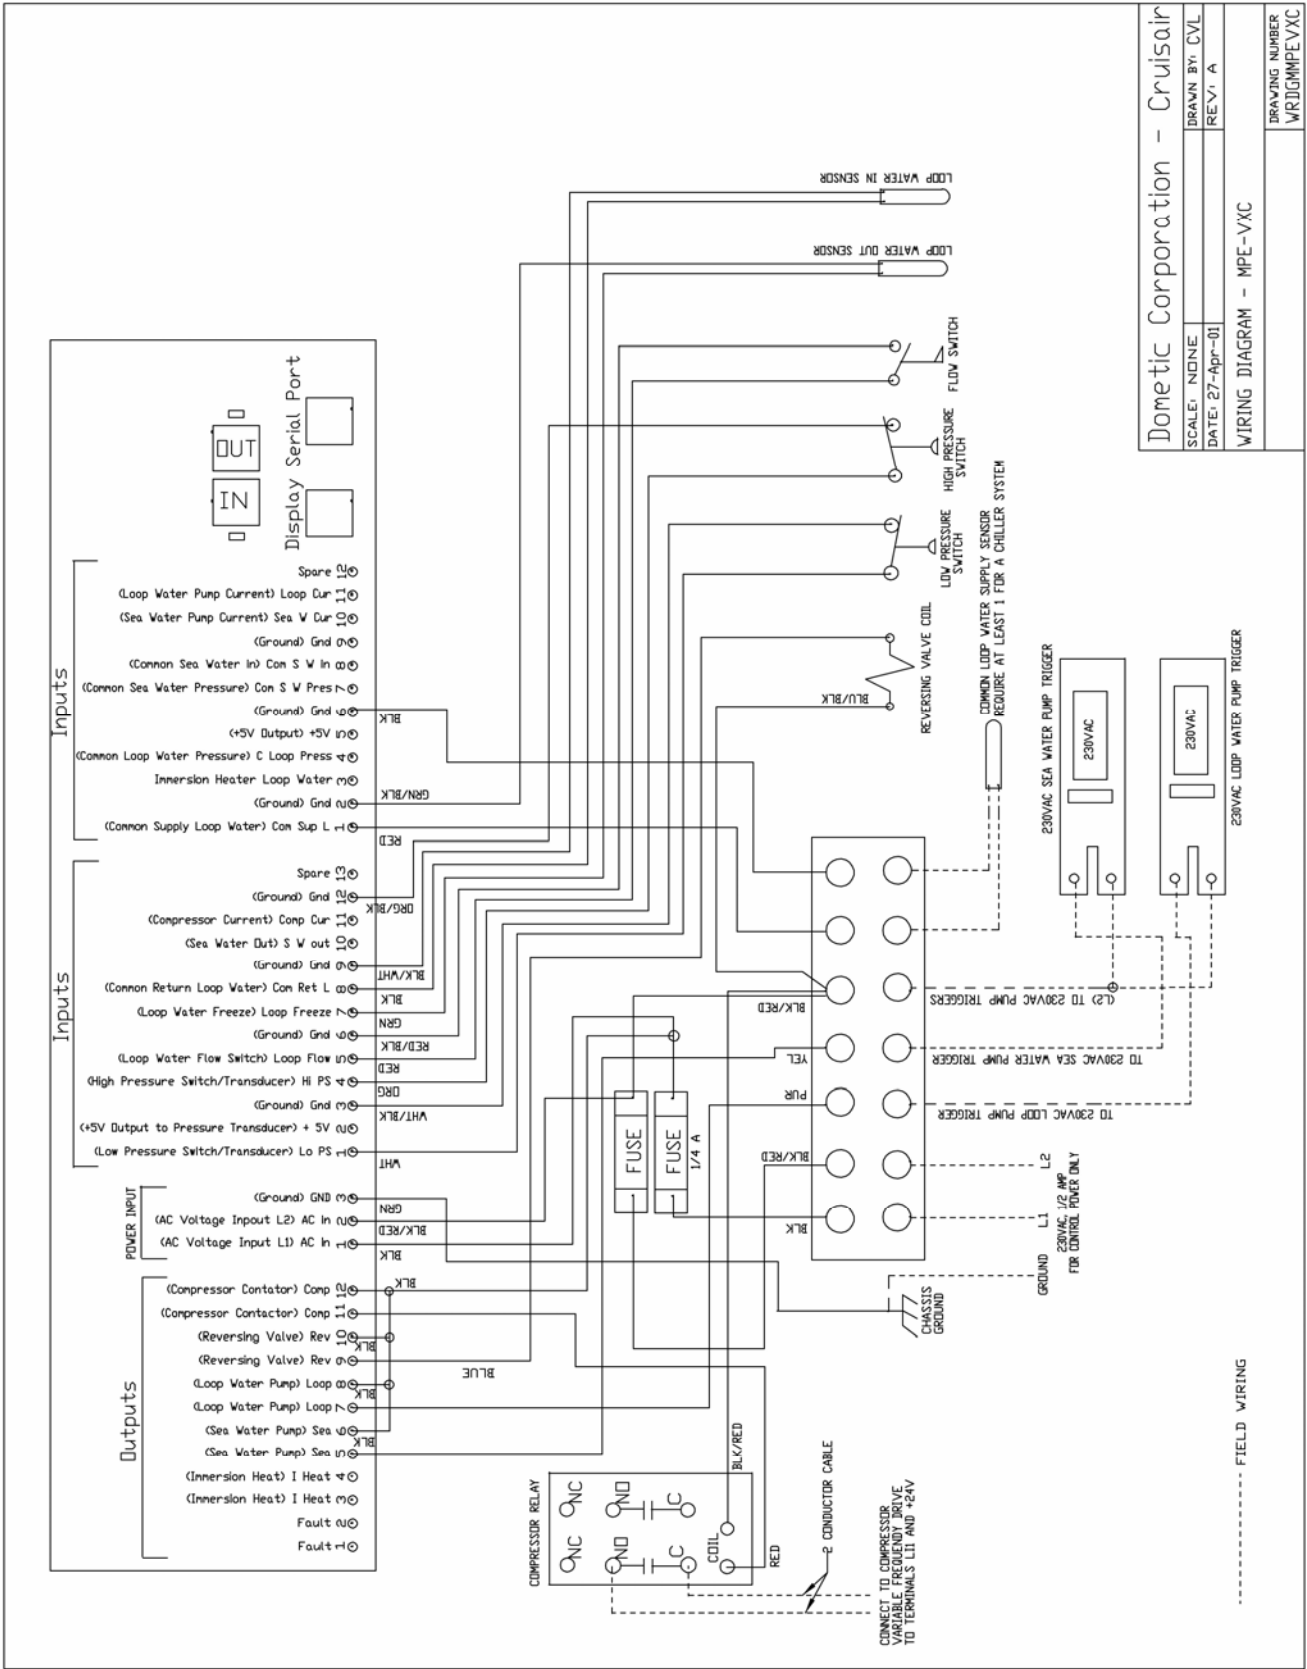 Dometic Corporation - Cruisair
SCALE: NONE
DRAWN BY: CVL
DATE: 27-Apr-01
REV: A
WIRING DIAGRAM - MPE-VXC
DRAWING NUMBER
WRDGMMPEVXC
Inputs
Spare 12
(Loop Water Pump Current) Loop Cur 11
(Sea Water Pump Current) Sea W Cur 10
(Ground) Gnd 9
(Common Sea Water In) Com S W In 8
(Common Sea Water Pressure) Com S W Pres 7
(Ground) Gnd 6
(+5V Output) +5V 5
(Common Loop Water Pressure) C Loop Press 4
Immersion Heater Loop Water 3
(Ground) Gnd 2
(Common Supply Loop Water) Com Sup L 1
Inputs
Spare 13
(Ground) Gnd 12
(Compressor Current) Comp Cur 11
(Sea Water Out) S W out 10
(Ground) Gnd 9
(Common Return Loop Water) Com Ret L 8
(Loop Water Freeze) Loop Freeze 7
(Ground) Gnd 6
(Loop Water Flow Switch) Loop Flow 5
(High Pressure Switch/Transducer) Hi PS 4
(Ground) Gnd 3
(+5V Output to Pressure Transducer) + 5V 2
(Low Pressure Switch/Transducer) Lo PS 1
POWER INPUT
(Ground) GND 3
(AC Voltage Inpout L2) AC In 2
(AC Voltage Input L1) AC In 1
Outputs
(Compressor Contator) Comp 12
(Compressor Contactor) Comp 11
(Reversing Valve) Rev 10
(Reversing Valve) Rev 9
(Loop Water Pump) Loop 8
(Loop Water Pump) Loop 7
(Sea Water Pump) Sea 6
(Sea Water Pump) Sea 5
(Immersion Heat) I Heat 4
(Immersion Heat) I Heat 3
Fault 2
Fault 1
IN
OUT
Display Serial Port
BLK
GRN/BLK
RED
ORG/BLK
BLK/WHT
BLK
GRN
RED/BLK
RED
ORG
WHT/BLK
WHT
GRN
BLK/RED
BLK
BLK
BLK
BLUE
BLK
BLK
LOOP WATER IN SENSOR
LOOP WATER OUT SENSOR
FLOW SWITCH
HIGH PRESSURE
SWITCH
LOW PRESSURE
SWITCH
BLU/BLK
REVERSING VALVE COIL
COMMON LOOP WATER SUPPLY SENSOR
REQUIRE AT LEAST 1 FOR A CHILLER SYSTEM
230VAC SEA WATER PUMP TRIGGER
230VAC
230VAC LOOP WATER PUMP TRIGGER
230VAC
FUSE
FUSE
1/4 A
BLK/RED
YEL
PUR
BLK/RED
BLK
(L2) TO 230VAC PUMP TRIGGERS
TO 230VAC SEA WATER PUMP TRIGGER
TO 230VAC LOOP PUMP TRIGGER
L2
L1
230VAC, 1/2 AMP
FOR CONTROL POWER ONLY
GROUND
CHASSIS
GROUND
COMPRESSOR RELAY
NC
NC
NO
NO
C
C
COIL
BLK/RED
RED
2 CONDUCTOR CABLE
CONNECT TO COMPRESSOR
VARIABLE FREQUENDY DRIVE
TO TERMINALS LI1 AND +24V
FIELD WIRING